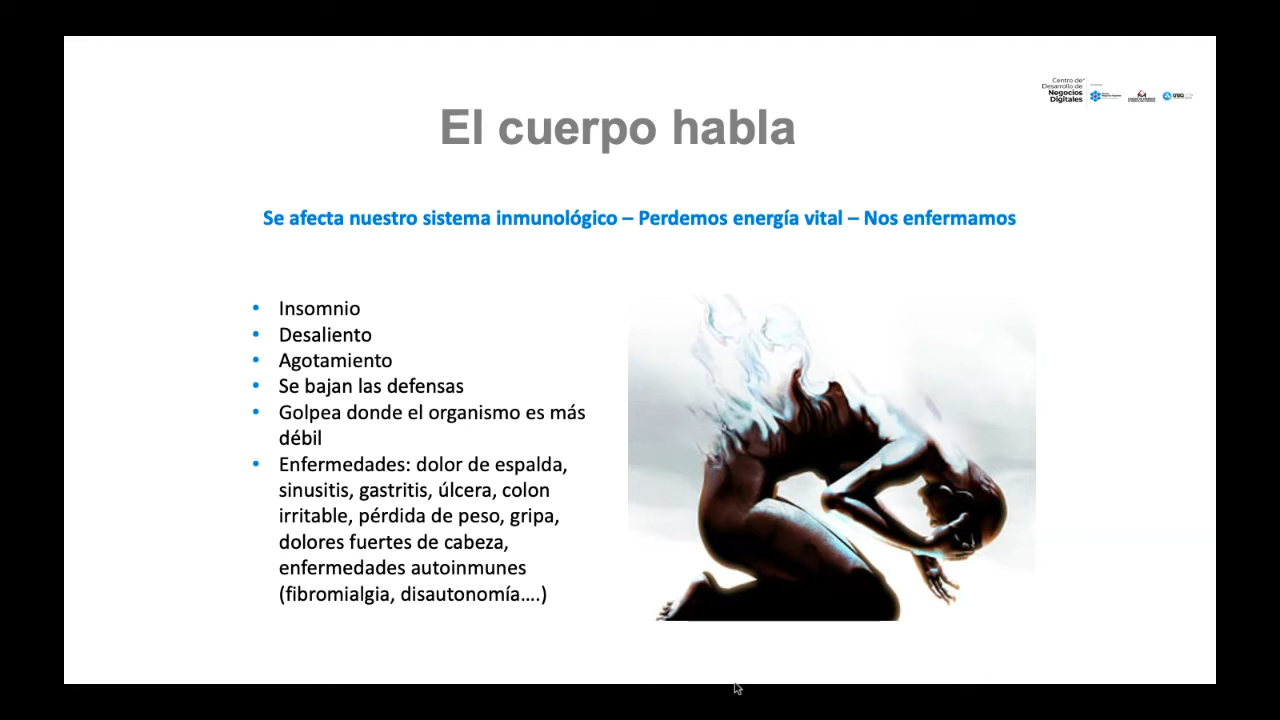 Centro de
Desarrollo de
Negocios
Digitales
El cuerpo habla
Se afecta nuestro sistema inmunológico – Perdemos energía vital – Nos enfermamos
• Insomnio
• Desaliento
• Agotamiento
• Se bajan las defensas
• Golpea donde el organismo es más
débil
• Enfermedades: dolor de espalda,
sinusitis, gastritis, úlcera, colon
irritable, pérdida de peso, gripa,
dolores fuertes de cabeza,
enfermedades autoinmunes
(fibromialgia, disautonomía….)